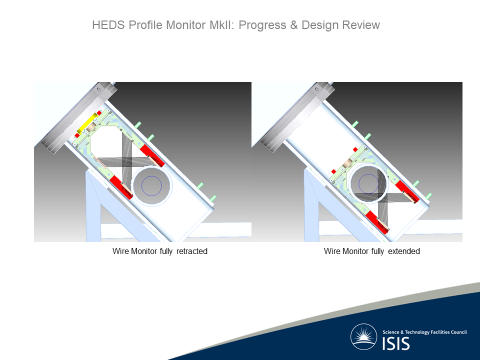 HEDS Profile Monitor MkII: Progress & Design Review
Wire Monitor fully retracted
Wire Monitor fully extended
Science & Technology Facilities Council
ISIS